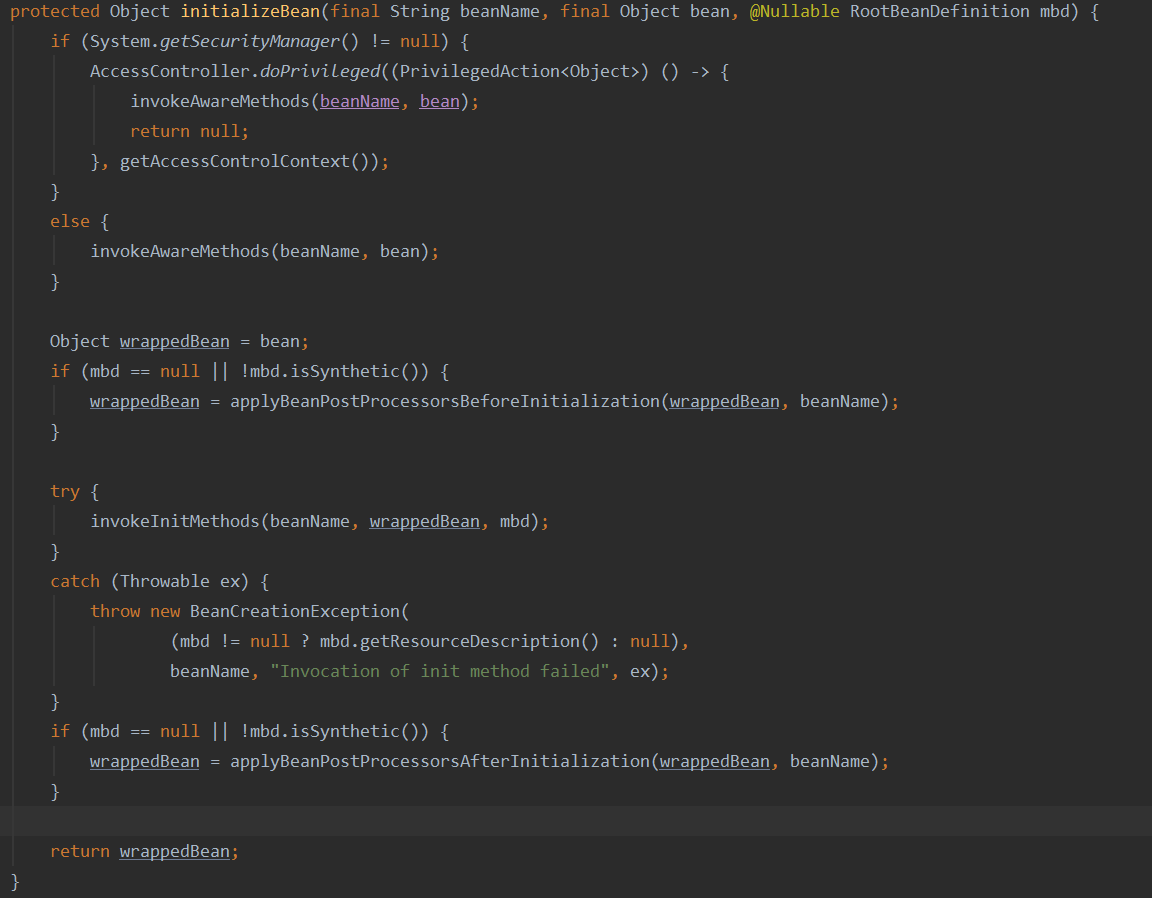 protected Object initializeBean(final String beanName, final Object bean, @Nullable RootBeanDefinition mbd) {
    if (System.getSecurityManager() != null) {
        AccessController.doPrivileged((PrivilegedAction<Object>) () -> {
            invokeAwareMethods(beanName, bean);
            return null;
        }, getAccessControlContext());
    }
    else {
        invokeAwareMethods(beanName, bean);
    }

    Object wrappedBean = bean;
    if (mbd == null || !mbd.isSynthetic()) {
        wrappedBean = applyBeanPostProcessorsBeforeInitialization(wrappedBean, beanName);
    }

    try {
        invokeInitMethods(beanName, wrappedBean, mbd);
    }
    catch (Throwable ex) {
        throw new BeanCreationException(
                (mbd != null ? mbd.getResourceDescription() : null),
                beanName, "Invocation of init method failed", ex);
    }
    if (mbd == null || !mbd.isSynthetic()) {
        wrappedBean = applyBeanPostProcessorsAfterInitialization(wrappedBean, beanName);
    }

    return wrappedBean;
}